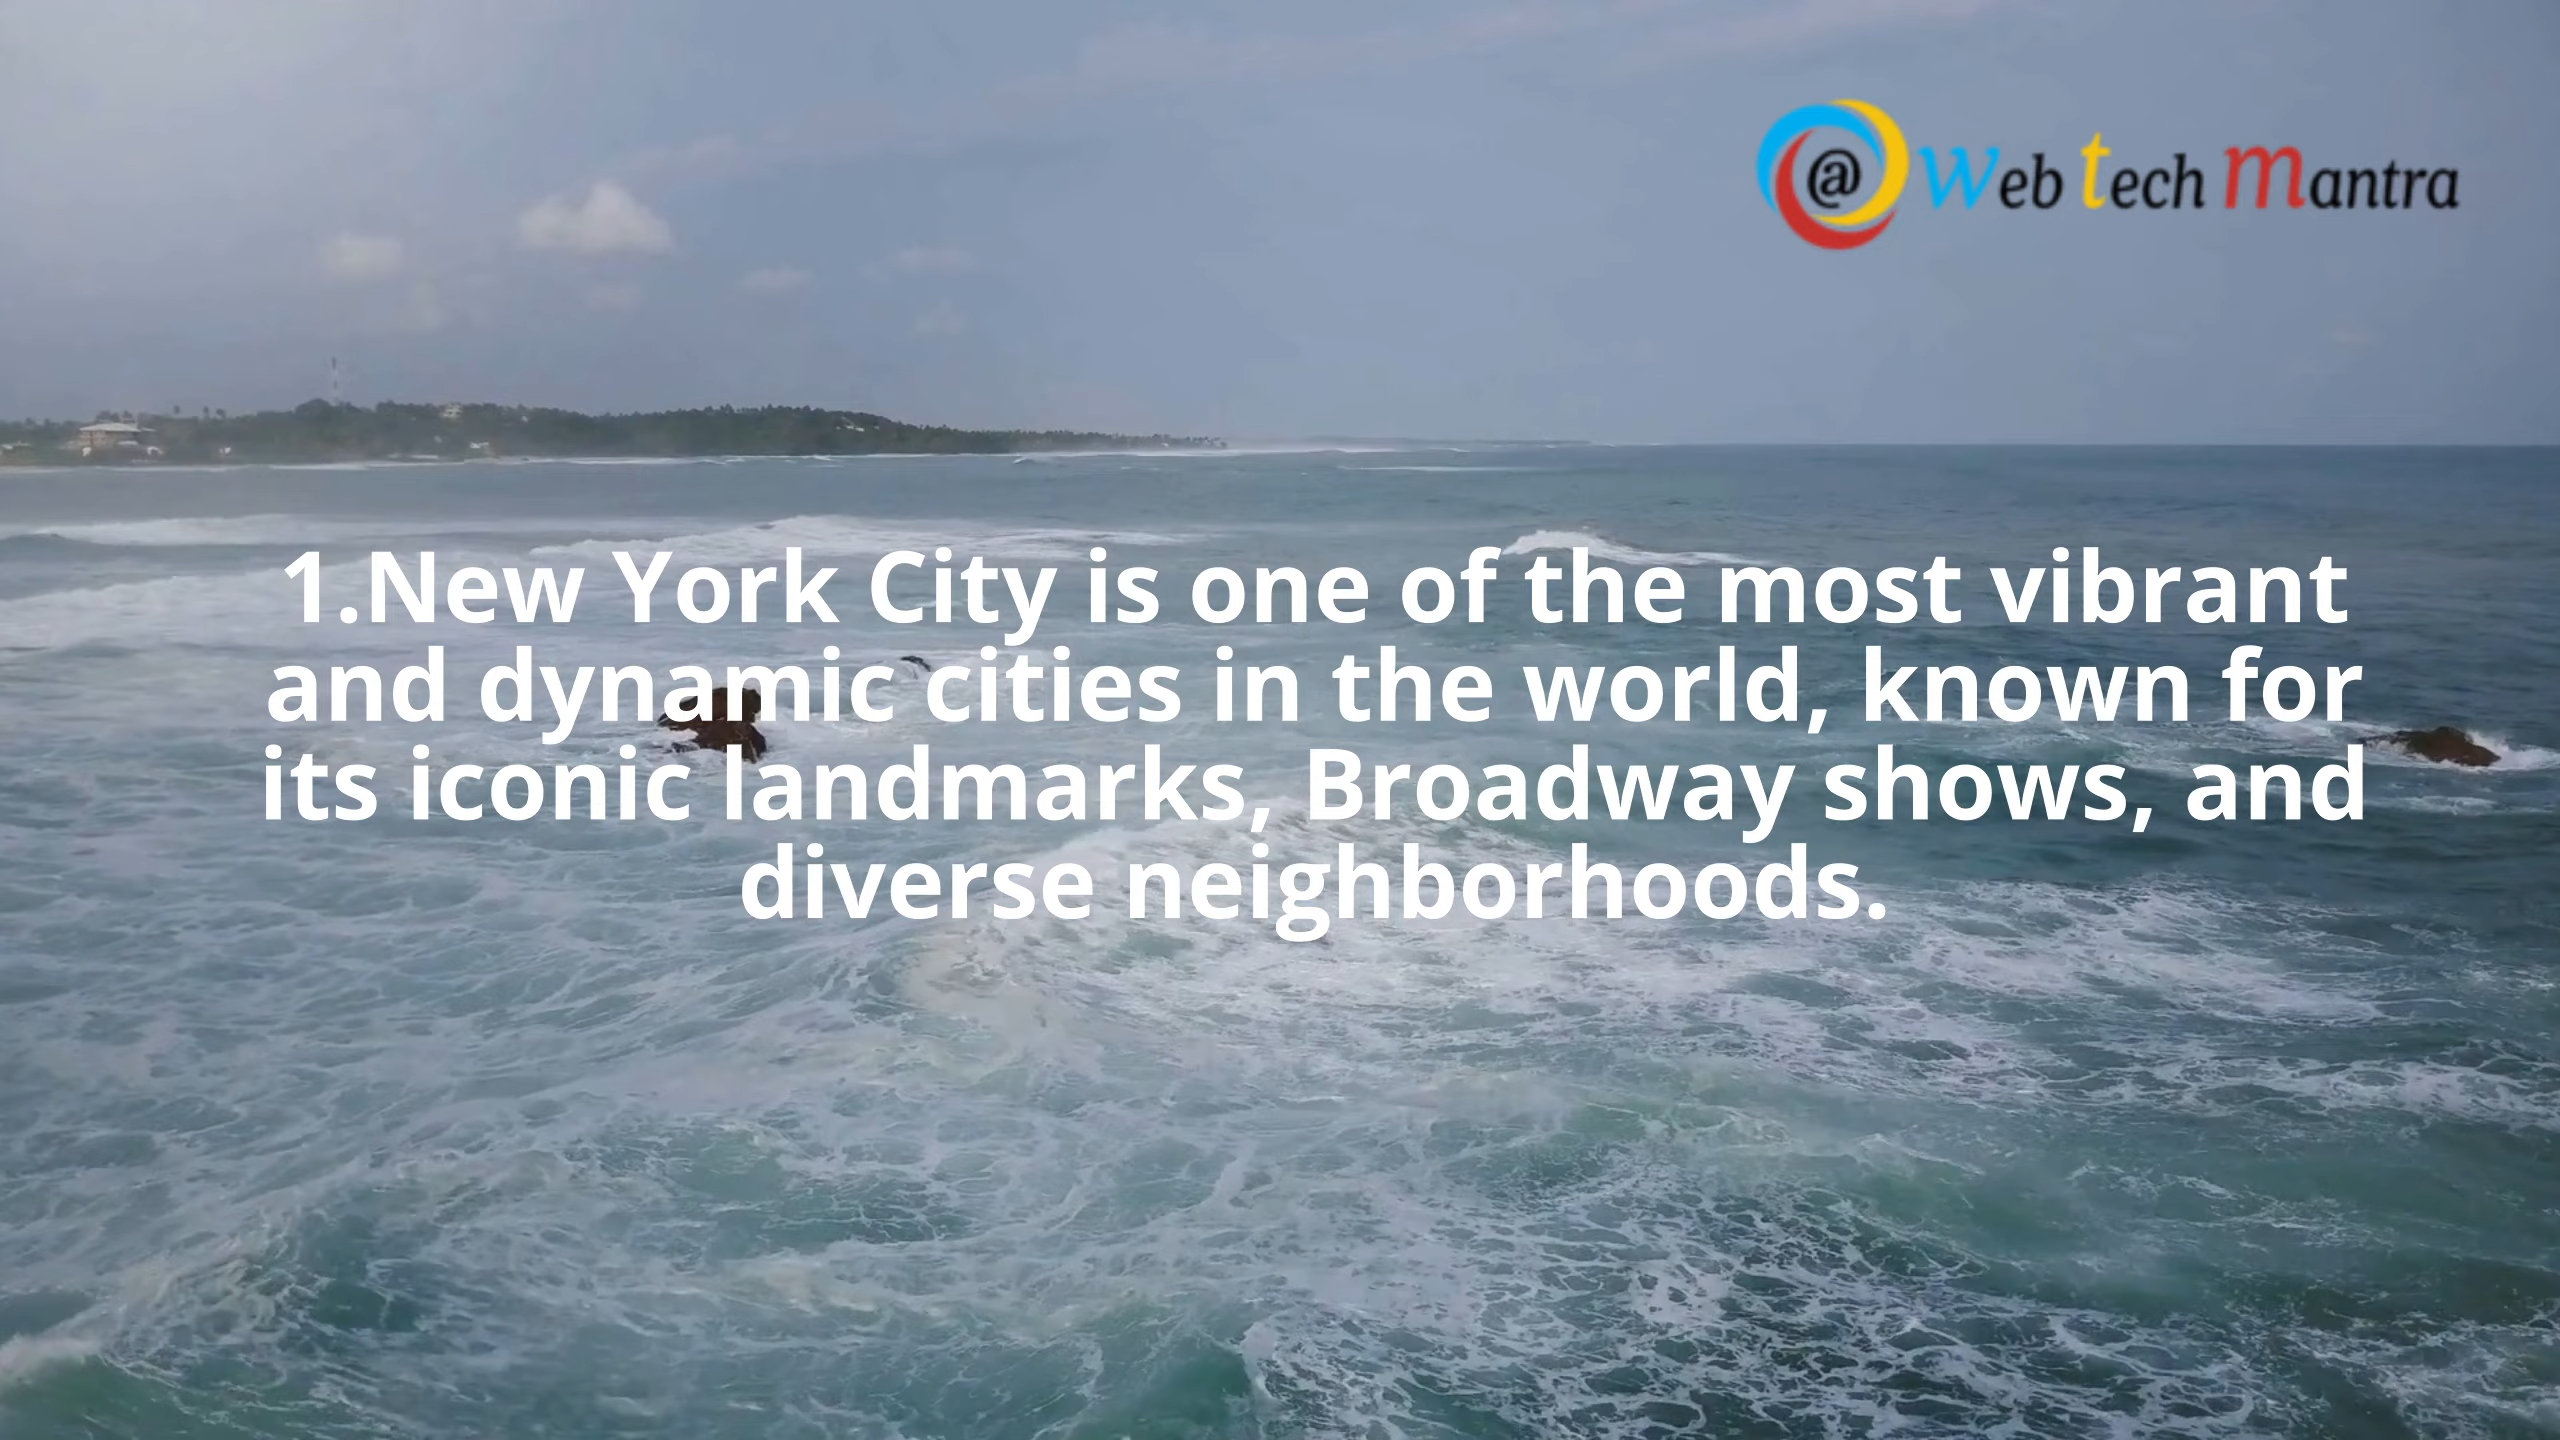 @ Web tech Mantra
1.New York City is one of the most vibrant
and dynamic cities in the world, known for
its iconic landmarks, Broadway shows, and
diverse neighborhoods.